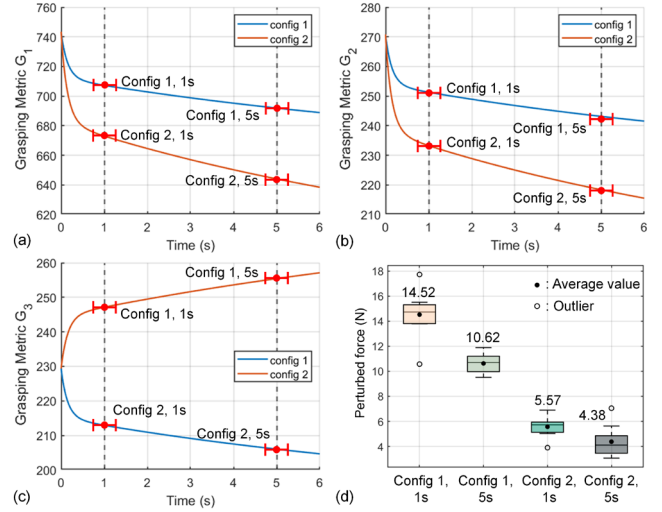 Grasping Metric G1
740
720
700
680
660
640
620
config 1
config 2
Config 1, 1s
Config 1, 5s
Config 2, 1s
Config 2, 5s
0 1 2 3 4 5 6
Time (s)
(a)
Grasping Metric G2
280
270
260
250
240
230
220
210
config 1
config 2
Config 1, 1s
Config 1, 5s
Config 2, 1s
Config 2, 5s
0 1 2 3 4 5 6
Time (s)
(b)
Grasping Metric G3
260
250
240
230
220
210
200
Config 1, 5s
Config 1, 1s
config 1
config 2
Config 2, 1s
Config 2, 5s
0 1 2 3 4 5 6
Time (s)
(c)
Perturbed force (N)
18
16
14
12
10
8
6
4
14.52
10.62
5.57
4.38
: Average value
: Outlier
Config 1, Config 1, Config 2, Config 2,
1s 5s 1s 5s
(d)